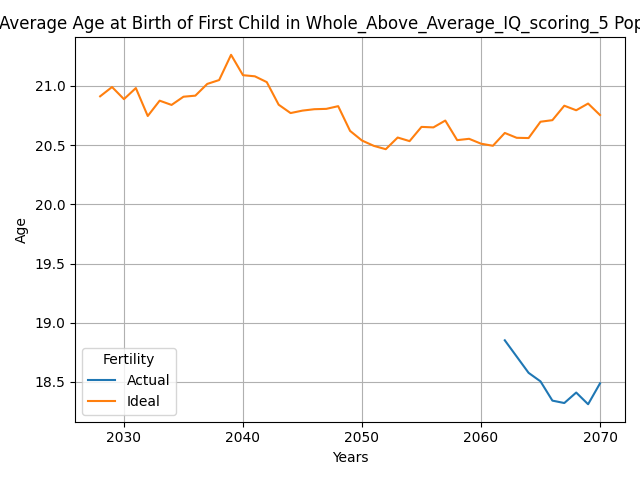 Average Age at Birth of First Child in Whole_Above_Average_IQ_scoring_5 Pop
21.0
20.5
20.0
19.5
19.0
18.5
Age
Fertility
Actual
Ideal
2030 2040 2050 2060 2070
Years